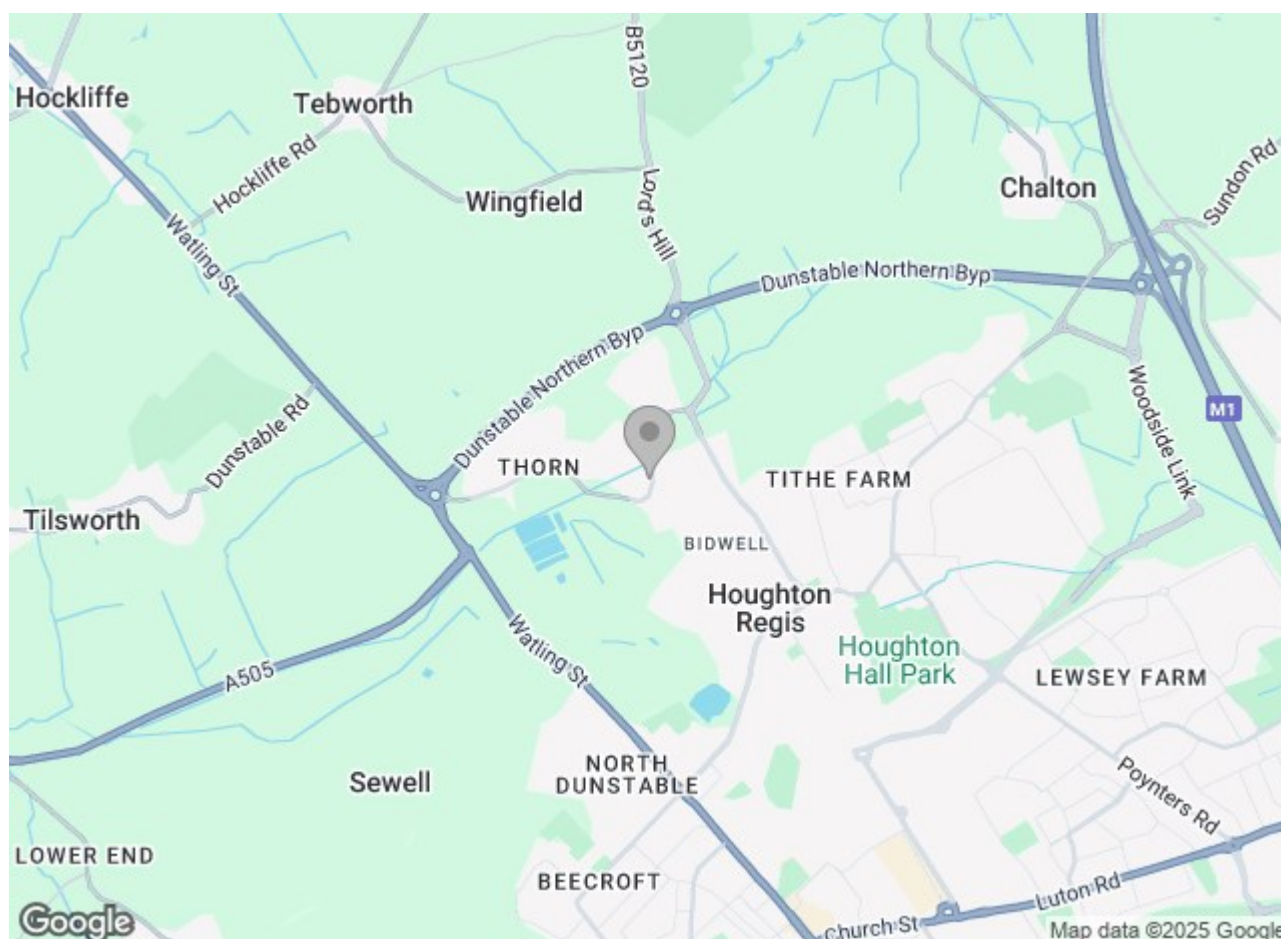 Hockliffe
Tebworth
B5120
Hockliffe Rd
Wingfield
Lord's Hill
Chalton
Sundon Rd
Watling St
Dunstable Northern Byp
Dunstable Northern Byp
Dunstable Rd
Woodside Link
M1
THORN
TITHE FARM
Tilsworth
BIDWELL
Houghton
Regis
Watling St
Houghton
Hall Park
A505
LEWSEY FARM
Sewell
NORTH
DUNSTABLE
Poynters Rd
LOWER END
BEECROFT
Luton Rd
Church St
Google
Map data ©2025 Google